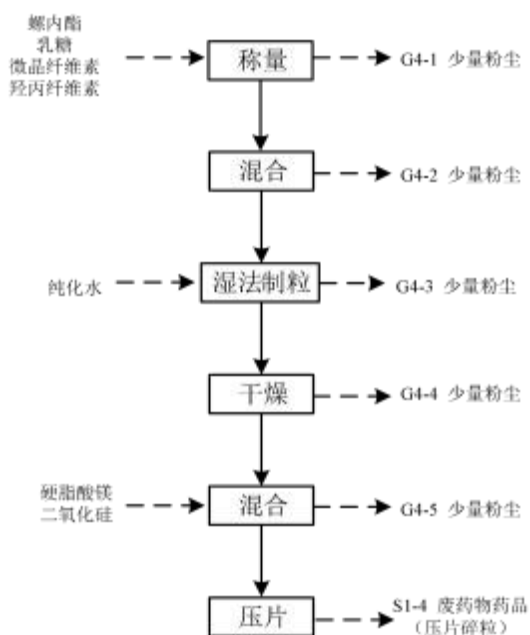 螺内酯
乳糖
微晶纤维素
羟丙纤维素
称量
G4-1 少量粉尘
混合
G4-2 少量粉尘
纯化水
湿法制粒
G4-3 少量粉尘
干燥
G4-4 少量粉尘
硬脂酸镁
二氧化硅
混合
G4-5 少量粉尘
压片
S1-4 废药物药品
（压片碎粒）